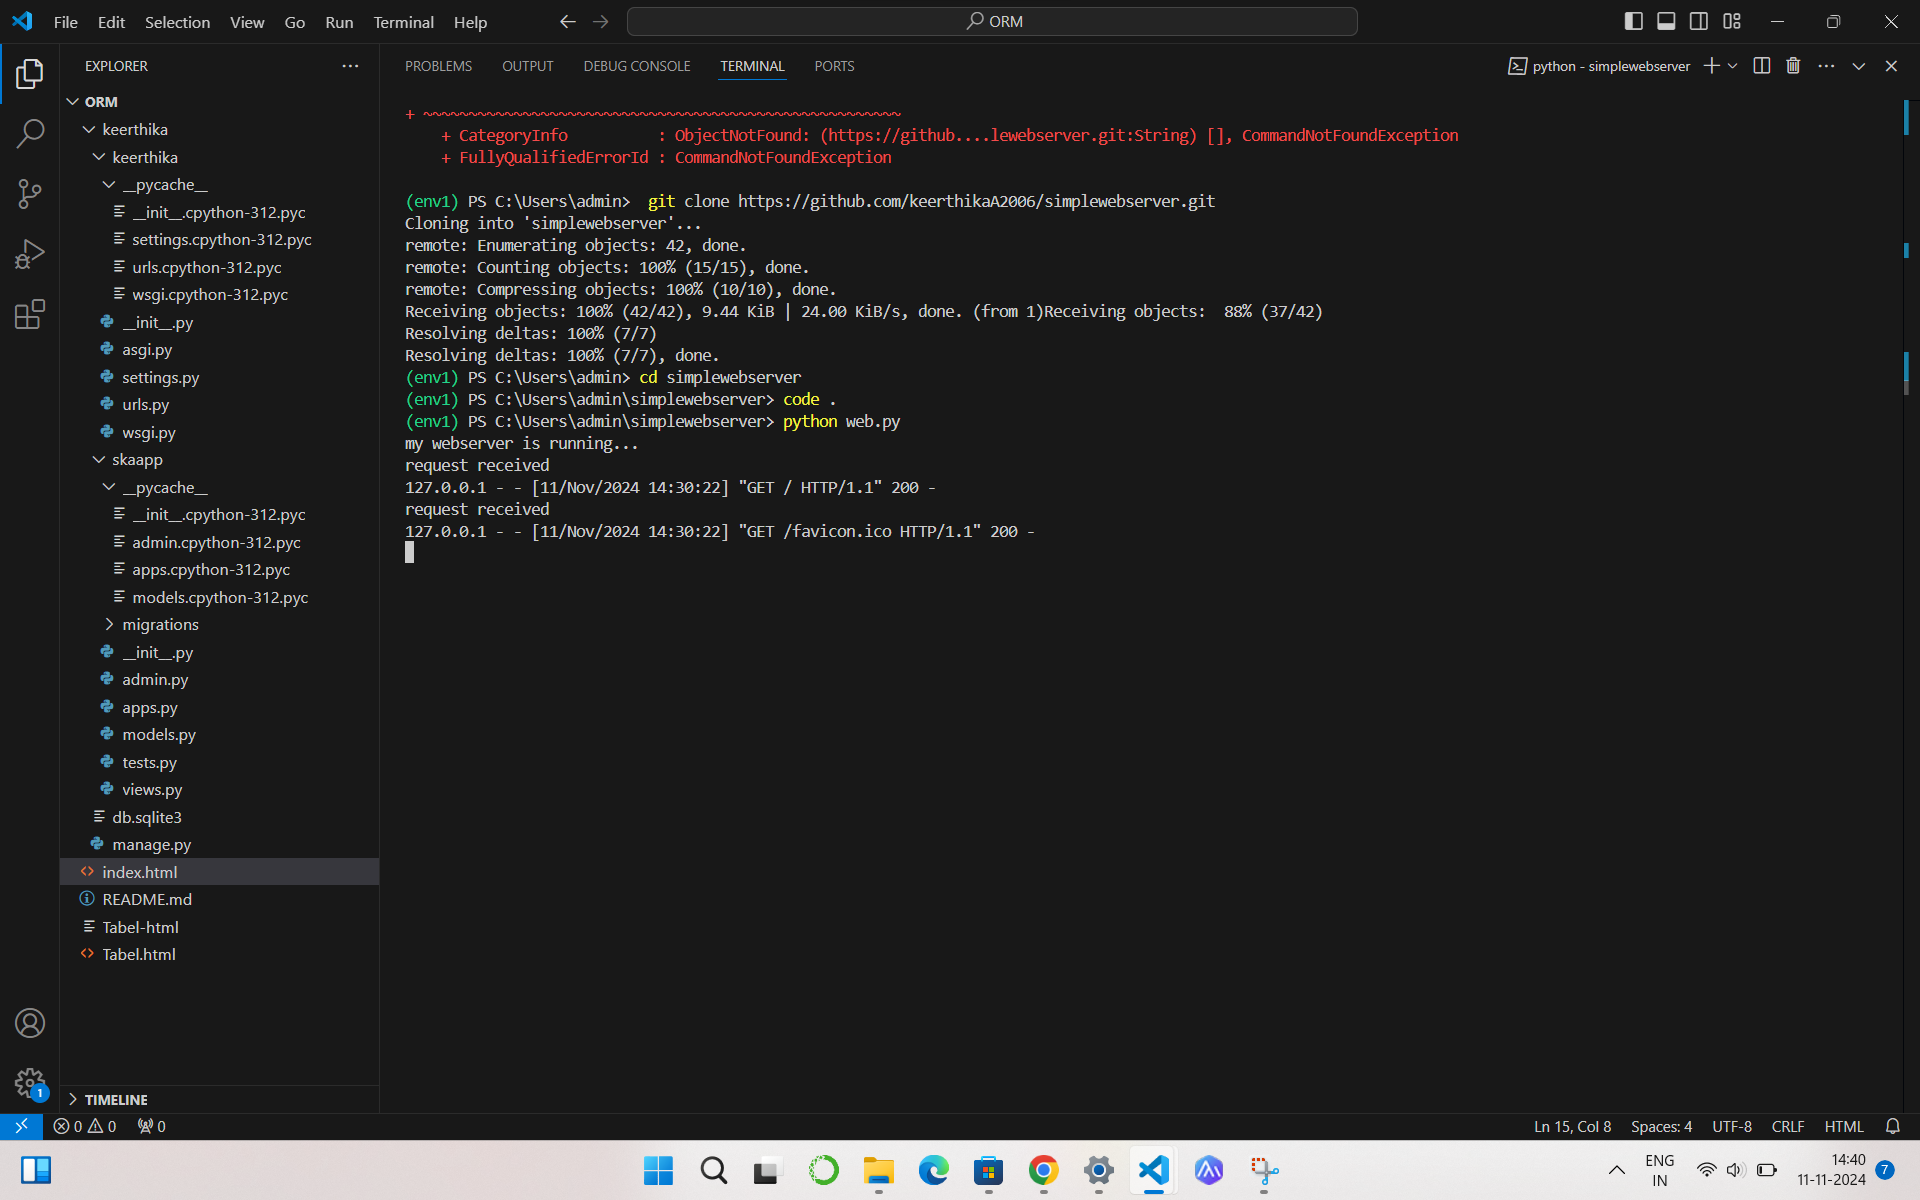 File Edit Selection View Go Run Terminal Help
ORM
EXPLORER
ORM
keerthika
keerthika
__pycache__
__init__.cpython-312.pyc
settings.cpython-312.pyc
urls.cpython-312.pyc
wsgi.cpython-312.pyc
__init__.py
asgi.py
settings.py
urls.py
wsgi.py
skaapp
__pycache__
__init__.cpython-312.pyc
admin.cpython-312.pyc
apps.cpython-312.pyc
models.cpython-312.pyc
migrations
__init__.py
admin.py
apps.py
models.py
tests.py
views.py
db.sqlite3
manage.py
index.html
README.md
Tabel-html
Tabel.html
TIMELINE
PROBLEMS OUTPUT DEBUG CONSOLE TERMINAL PORTS
python - simplewebserver
+ ~~~~~~~~~~~~~~~~~~~~~~~~~~~~~~~~~~~~~~~~~~~~~~~~~~~~~
+ CategoryInfo          : ObjectNotFound: (https://github....lewebserver.git:String) [], CommandNotFoundException
+ FullyQualifiedErrorId : CommandNotFoundException
(env1) PS C:\Users\admin>  git clone https://github.com/keerthikaA2006/simplewebserver.git
Cloning into 'simplewebserver'...
remote: Enumerating objects: 42, done.
remote: Counting objects: 100% (15/15), done.
remote: Compressing objects: 100% (10/10), done.
Receiving objects: 100% (42/42), 9.44 KiB | 24.00 KiB/s, done. (from 1)Receiving objects:  88% (37/42)
Resolving deltas: 100% (7/7)
Resolving deltas: 100% (7/7), done.
(env1) PS C:\Users\admin> cd simplewebserver
(env1) PS C:\Users\admin\simplewebserver> code .
(env1) PS C:\Users\admin\simplewebserver> python web.py
my webserver is running...
request received
127.0.0.1 - - [11/Nov/2024 14:30:22] "GET / HTTP/1.1" 200 -
request received
127.0.0.1 - - [11/Nov/2024 14:30:22] "GET /favicon.ico HTTP/1.1" 200 -
1
0 0 0
Ln 15, Col 8 Spaces: 4 UTF-8 CRLF HTML
ENG
IN
14:40
11-11-2024
7